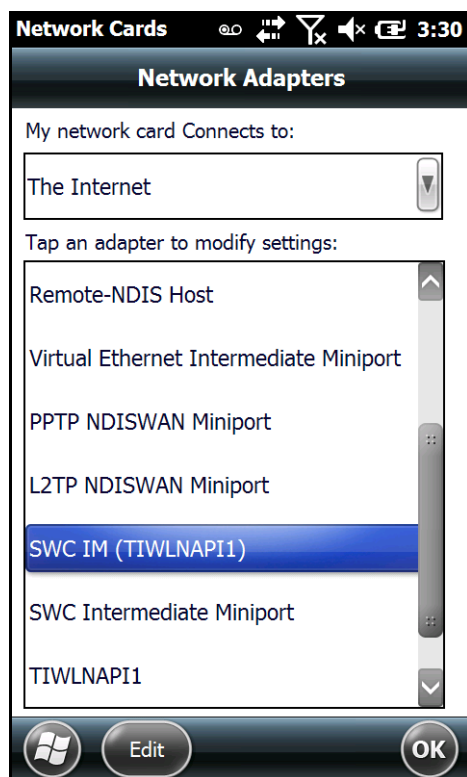 Network Cards 3:30
Network Adapters
My network card Connects to:
The Internet
Tap an adapter to modify settings:
Remote-NDIS Host
Virtual Ethernet Intermediate Miniport
PPTP NDISWAN Miniport
L2TP NDISWAN Miniport
SWC IM (TIWLNAPI1)
SWC Intermediate Miniport
TIWLNAPI1
Edit OK